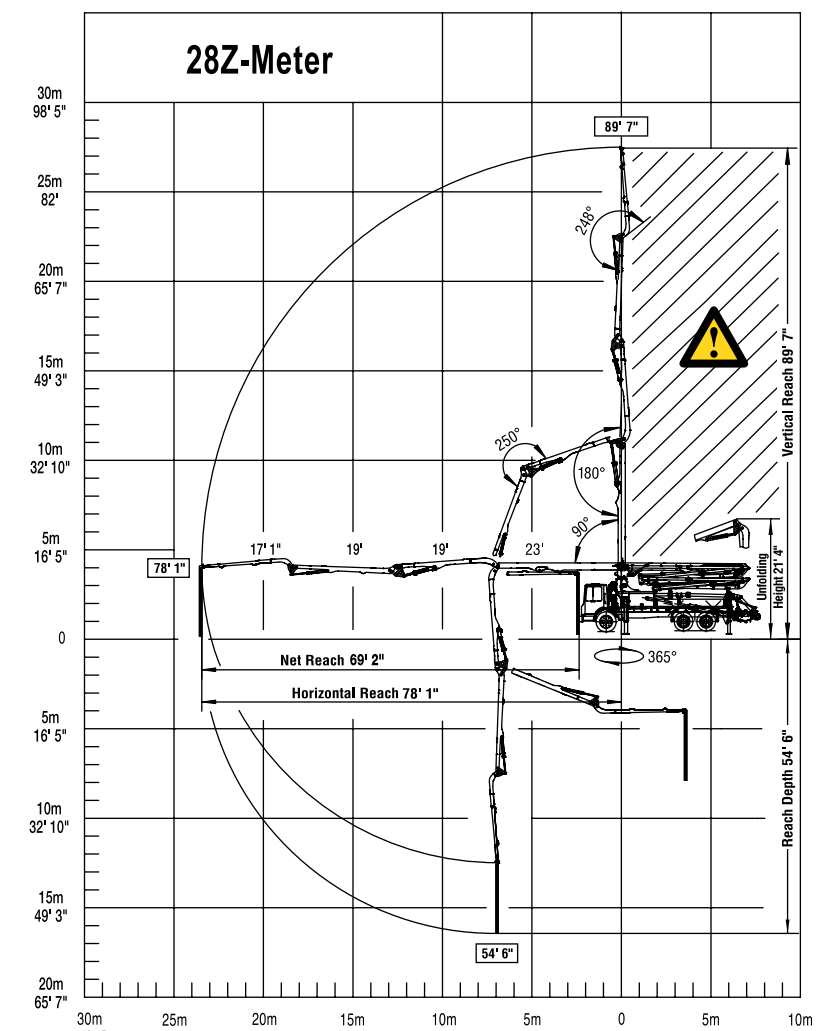 28Z-Meter
30m
98' 5"
89' 7"
25m
82'
248°
20m
65' 7"
15m
49' 3"
Vertical Reach 89' 7"
10m
32' 10"
250°
180°
90°
5m
16' 5"
17' 1"
19'
19'
23'
78' 1"
Unfolding
Height 21' 4"
0
Net Reach 69' 2"
365°
Horizontal Reach 78' 1"
5m
16' 5"
Reach Depth 54' 6"
10m
32' 10"
15m
49' 3"
54' 6"
20m
65' 7"
30m 25m 20m 15m 10m 5m 0 5m 10m